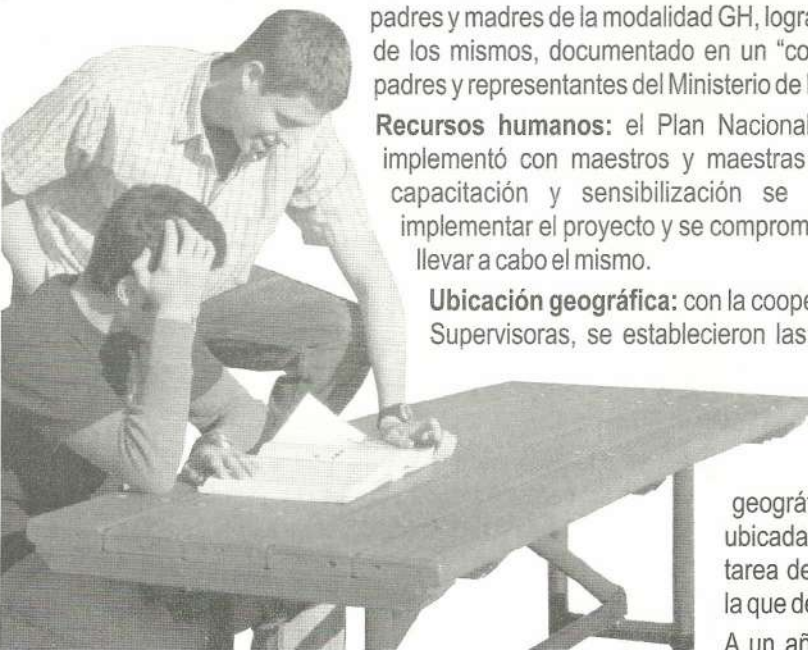 padres y madres de la modalidad GH, logra
de los mismos, documentado en un “co
padres y representantes del Ministerio de
Recursos humanos: el Plan Nacional
implementó con maestros y maestras
capacitación y sensibilización se
implementar el proyecto y se comprom
llevar a cabo el mismo.
Ubicación geográfica: con la coope
Supervisoras, se establecieron las
geográ
ubicada
tarea de
la que de
A un añ